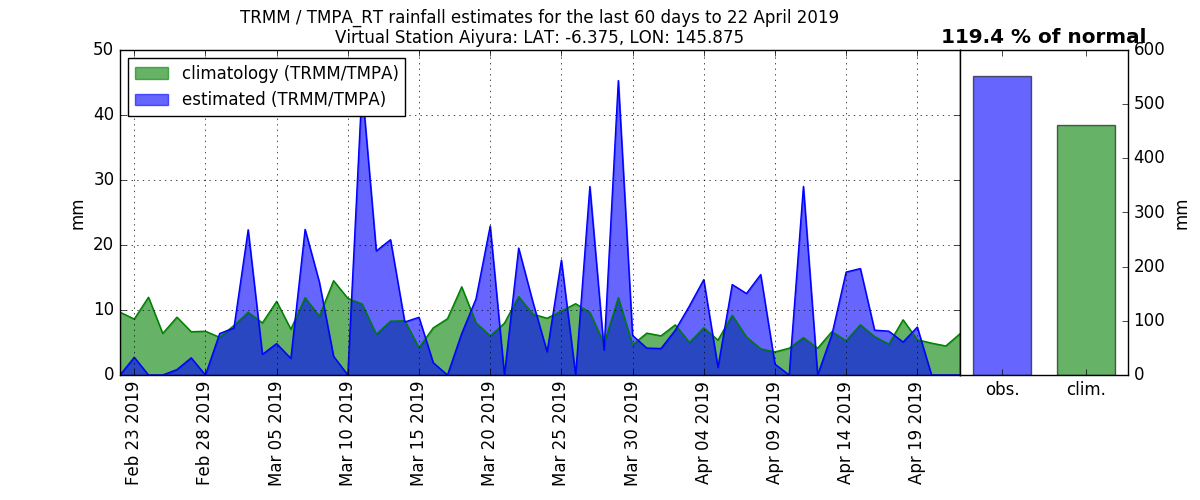 TRMM / TMPA_RT rainfall estimates for the last 60 days to 22 April 2019
Virtual Station Aiyura: LAT: -6.375, LON: 145.875
119.4 % of normal
climatology (TRMM/TMPA)
estimated (TRMM/TMPA)
50
40
30
20
10
0
mm
Feb 23 2019
Feb 28 2019
Mar 05 2019
Mar 10 2019
Mar 15 2019
Mar 20 2019
Mar 25 2019
Mar 30 2019
Apr 04 2019
Apr 09 2019
Apr 14 2019
Apr 19 2019
600
500
400
300
200
100
0
mm
obs.
clim.